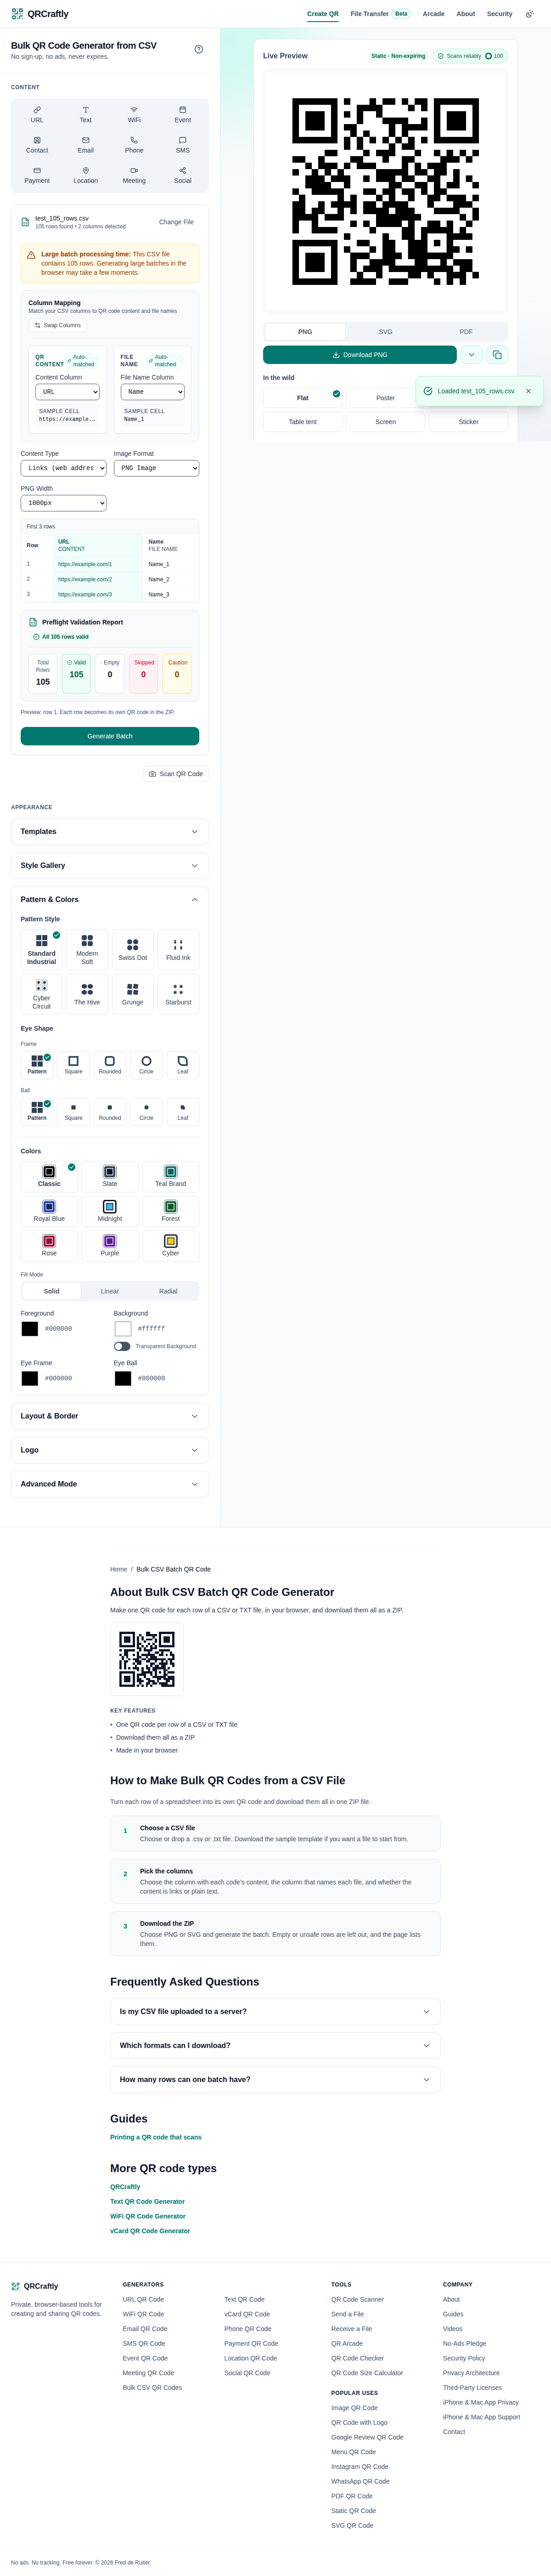 QRCraftly
Create QR
File Transfer
Beta
Arcade
About
Security
Bulk QR Code Generator from CSV
No sign-up, no ads, never expires.
CONTENT
URL
Text
WiFi
Event
Contact
Email
Phone
SMS
Payment
Location
Meeting
Social
test_105_rows.csv
105 rows found • 2 columns detected
Change File
Large batch processing time: This CSV file
contains 105 rows. Generating large batches in the
browser may take a few moments.
Column Mapping
Match your CSV columns to QR code content and file names
Swap Columns
QR
CONTENT
Auto-
matched
Content Column
URL
SAMPLE CELL
https://example.…
FILE
NAME
Auto-
matched
File Name Column
Name
SAMPLE CELL
Name_1
Content Type
Links (web addres
Image Format
PNG Image
PNG Width
1000px
First 3 rows
Row
URL
CONTENT
Name
FILE NAME
1
https://example.com/1
Name_1
2
https://example.com/2
Name_2
3
https://example.com/3
Name_3
Preflight Validation Report
All 105 rows valid
Total
Rows
105
Valid
105
Empty
0
Skipped
0
Caution
0
Preview: row 1. Each row becomes its own QR code in the ZIP.
Generate Batch
Scan QR Code
APPEARANCE
Templates
Style Gallery
Pattern & Colors
Pattern Style
Standard
Industrial
Modern
Soft
Swiss Dot
Fluid Ink
Cyber
Circuit
The Hive
Grunge
Starburst
Eye Shape
Frame
Pattern
Square
Rounded
Circle
Leaf
Ball
Pattern
Square
Rounded
Circle
Leaf
Colors
Classic
Slate
Teal Brand
Royal Blue
Midnight
Forest
Rose
Purple
Cyber
Fill Mode
Solid
Linear
Radial
Foreground
#000000
Background
#ffffff
Transparent Background
Eye Frame
#000000
Eye Ball
#000000
Layout & Border
Logo
Advanced Mode
Live Preview
Static · Non-expiring
Scans reliably
100
PNG
SVG
PDF
Download PNG
In the wild
Flat
Poster
Table tent
Screen
Sticker
Loaded test_105_rows.csv.
Home / Bulk CSV Batch QR Code
About Bulk CSV Batch QR Code Generator
Make one QR code for each row of a CSV or TXT file, in your browser, and download them all as a ZIP.
KEY FEATURES
• One QR code per row of a CSV or TXT file
• Download them all as a ZIP
• Made in your browser
How to Make Bulk QR Codes from a CSV File
Turn each row of a spreadsheet into its own QR code and download them all in one ZIP file.
1
Choose a CSV file
Choose or drop a .csv or .txt file. Download the sample template if you want a file to start from.
2
Pick the columns
Choose the column with each code's content, the column that names each file, and whether the
content is links or plain text.
3
Download the ZIP
Choose PNG or SVG and generate the batch. Empty or unsafe rows are left out, and the page lists
them.
Frequently Asked Questions
Is my CSV file uploaded to a server?
Which formats can I download?
How many rows can one batch have?
Guides
Printing a QR code that scans
More QR code types
QRCraftly
Text QR Code Generator
WiFi QR Code Generator
vCard QR Code Generator
QRCraftly
Private, browser-based tools for
creating and sharing QR codes.
GENERATORS
URL QR Code
Text QR Code
WiFi QR Code
vCard QR Code
Email QR Code
Phone QR Code
SMS QR Code
Payment QR Code
Event QR Code
Location QR Code
Meeting QR Code
Social QR Code
Bulk CSV QR Codes
TOOLS
QR Code Scanner
Send a File
Receive a File
QR Arcade
QR Code Checker
QR Code Size Calculator
POPULAR USES
Image QR Code
QR Code with Logo
Google Review QR Code
Menu QR Code
Instagram QR Code
WhatsApp QR Code
PDF QR Code
Static QR Code
SVG QR Code
COMPANY
About
Guides
Videos
No-Ads Pledge
Security Policy
Privacy Architecture
Third-Party Licenses
iPhone & Mac App Privacy
iPhone & Mac App Support
Contact
No ads. No tracking. Free forever. © 2026 Fred de Ruiter.